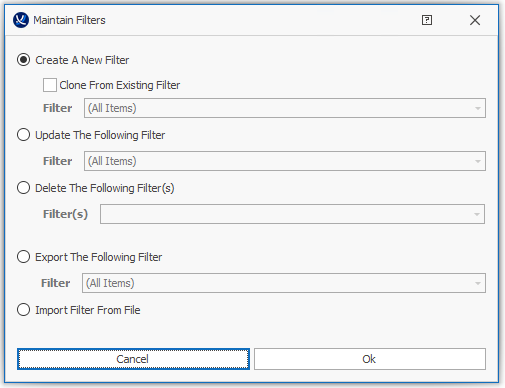 Maintain Filters
Create A New Filter
Clone From Existing Filter
Filter (All Items)
Update The Following Filter
Filter (All Items)
Delete The Following Filter(s)
Filter(s)
Export The Following Filter
Filter (All Items)
Import Filter From File
Cancel Ok